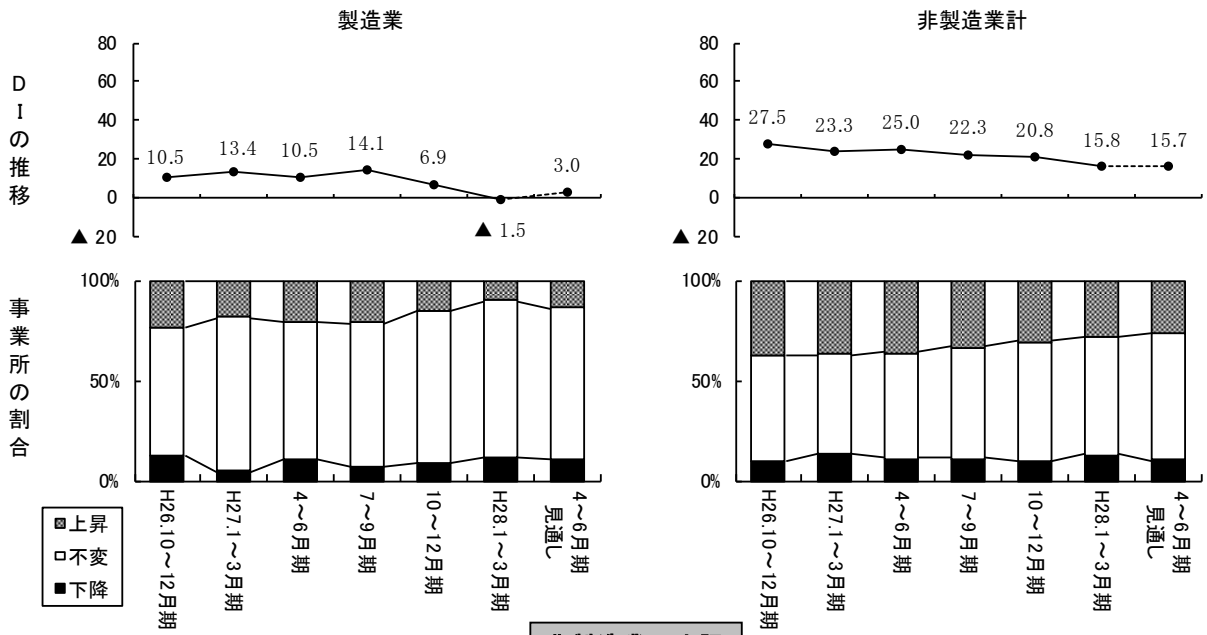 製造業
非製造業計
DIの推移
80
60
40
20
0
▲ 20
10.5
13.4
10.5
14.1
6.9
▲ 1.5
3.0
80
60
40
20
0
▲ 20
27.5
23.3
25.0
22.3
20.8
15.8
15.7
事業所の割合
100%
50%
0%
100%
50%
0%
H26.10～12月期
H27.1～3月期
4～6月期
7～9月期
10～12月期
H28.1～3月期
4～6月期
見通し
H26.10～12月期
H27.1～3月期
4～6月期
7～9月期
10～12月期
H28.1～3月期
4～6月期
見通し
上昇
不変
下降